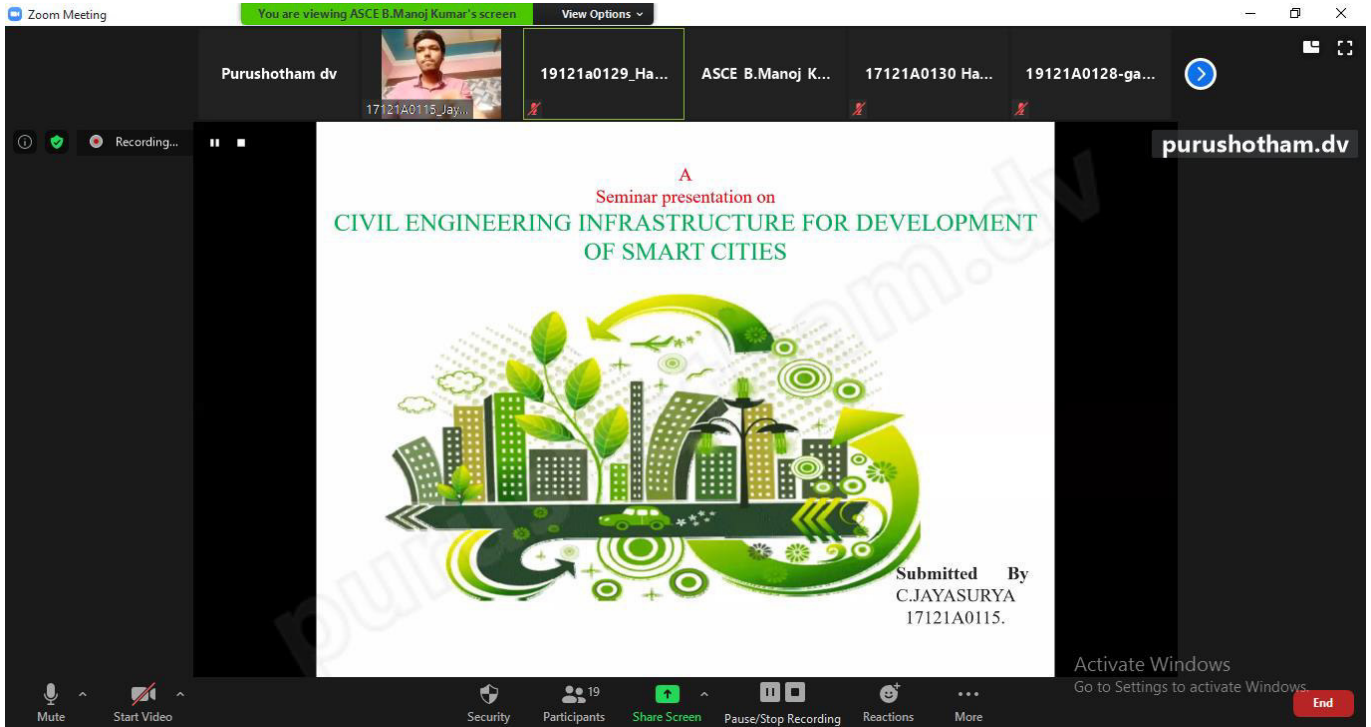 Zoom Meeting
You are viewing ASCE B.Manoj Kumar's screen
View Options
Purushotham dv
17121A0115_Jay...
19121a0129_Ha...
ASCE B.Manoj K...
17121A0130 Ha...
19121A0128-ga...
Recording...
purushotham.dv
A
Seminar presentation on
CIVIL ENGINEERING INFRASTRUCTURE FOR DEVELOPMENT
OF SMART CITIES
purushotham.dv
Submitted By
C.JAYASURYA
17121A0115.
Activate Windows
Go to Settings to activate Windows.
Mute
Start Video
Security
19
Participants
Share Screen
Pause/Stop Recording
Reactions
More
End